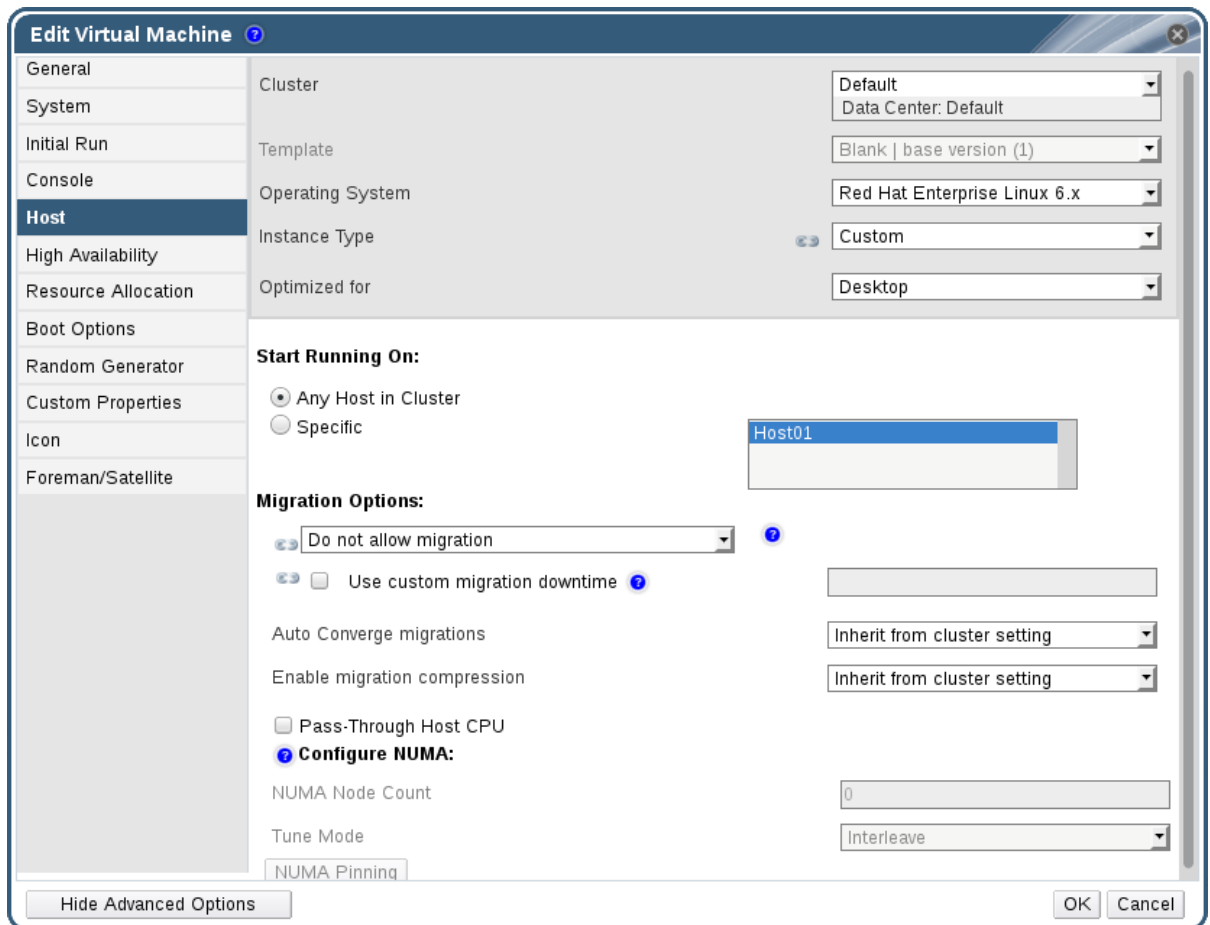 Edit Virtual Machine ?
General
System
Initial Run
Console
Host
High Availability
Resource Allocation
Boot Options
Random Generator
Custom Properties
Icon
Foreman/Satellite
Cluster
Default
Data Center: Default
Template
Blank | base version (1)
Operating System
Red Hat Enterprise Linux 6.x
Instance Type
Custom
Optimized for
Desktop
Start Running On:
Any Host in Cluster
Specific
Host01
Migration Options:
Do not allow migration ?
Use custom migration downtime ?
Auto Converge migrations
Inherit from cluster setting
Enable migration compression
Inherit from cluster setting
Pass-Through Host CPU
? Configure NUMA:
NUMA Node Count
0
Tune Mode
Interleave
NUMA Pinning
Hide Advanced Options
OK
Cancel